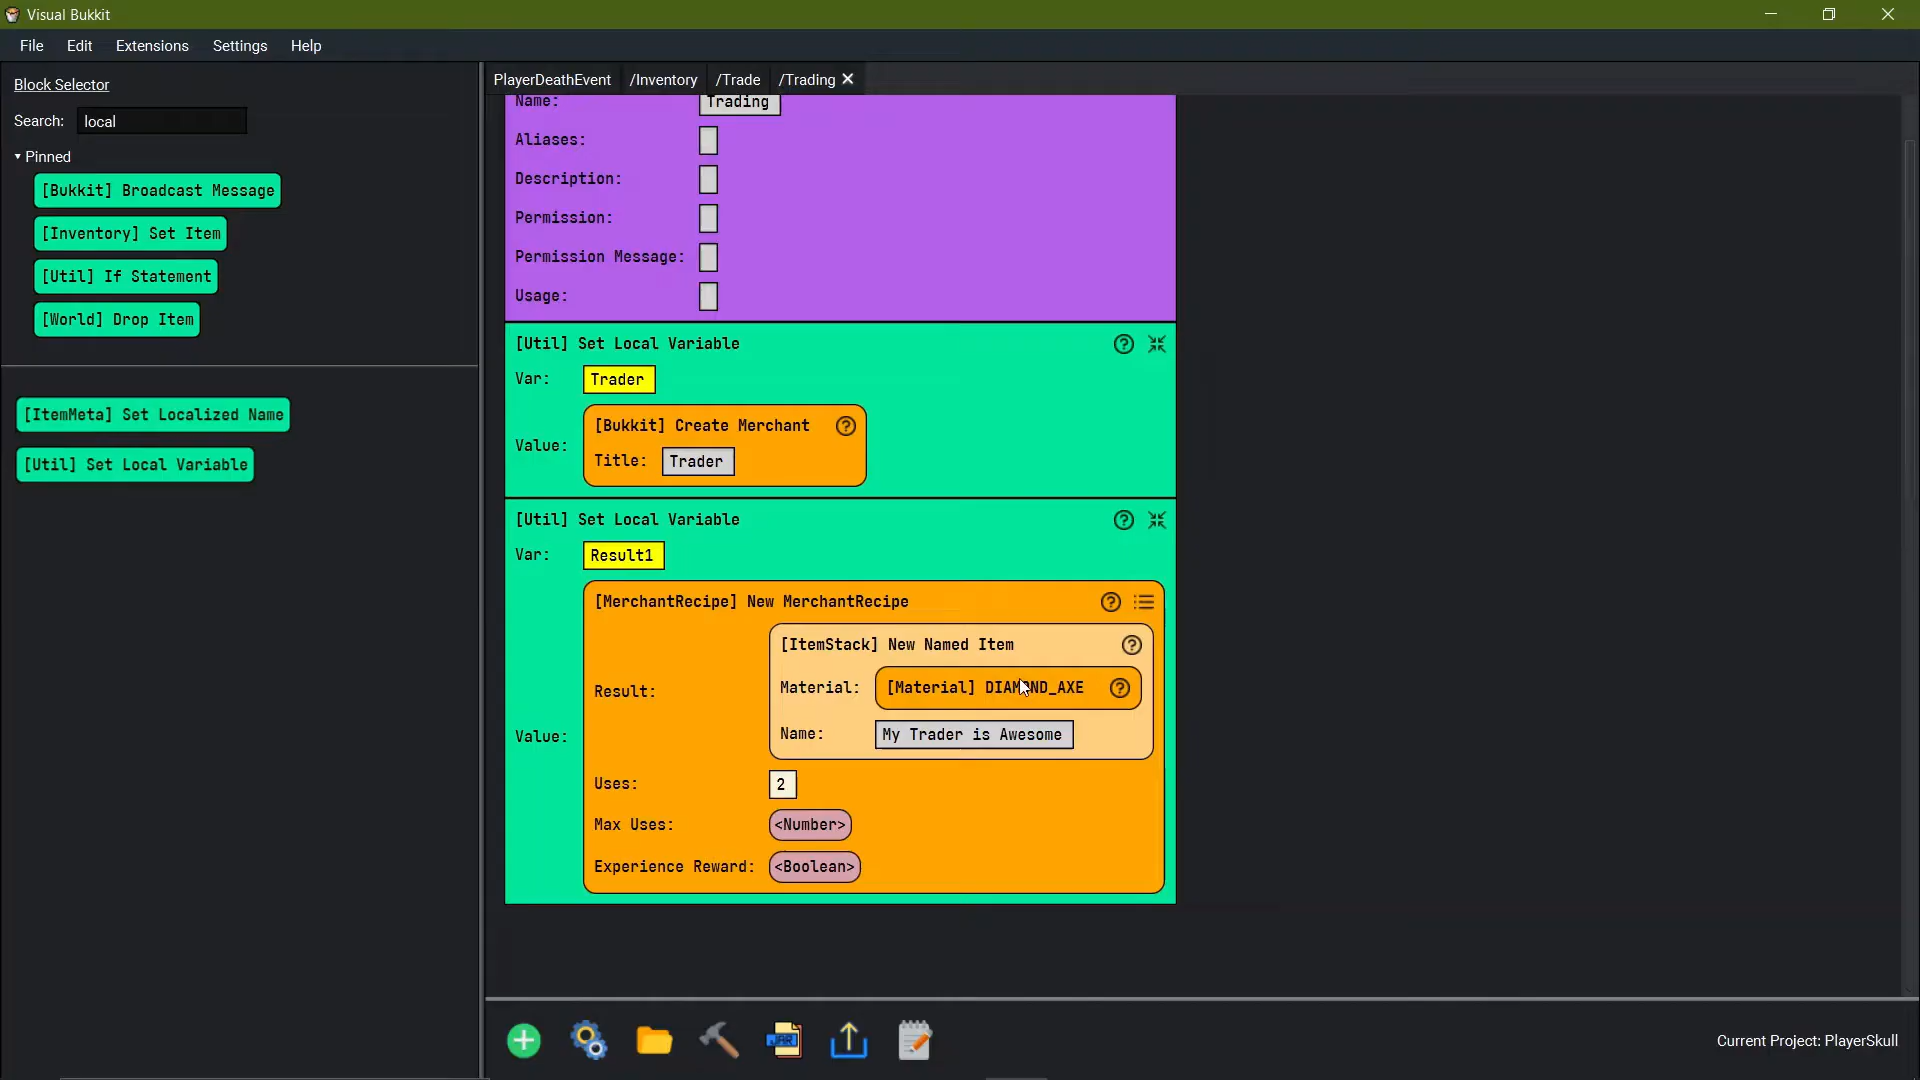 Visual Bukkit
File Edit Extensions Settings Help
Block Selector
Search: local
Pinned
[Bukkit] Broadcast Message
[Inventory] Set Item
[Util] If Statement
[World] Drop Item
[ItemMeta] Set Localized Name
[Util] Set Local Variable
PlayerDeathEvent /Inventory /Trade /Trading
Name: Trading
Aliases:
Description:
Permission:
Permission Message:
Usage:
[Util] Set Local Variable
Var: Trader
Value: [Bukkit] Create Merchant
Title: Trader
[Util] Set Local Variable
Var: Result1
Value: [MerchantRecipe] New MerchantRecipe
Result: [ItemStack] New Named Item
Material: [Material] DIAMOND_AXE
Name: My Trader is Awesome
Uses: 2
Max Uses: <Number>
Experience Reward: <Boolean>
JAR
Current Project: PlayerSkull